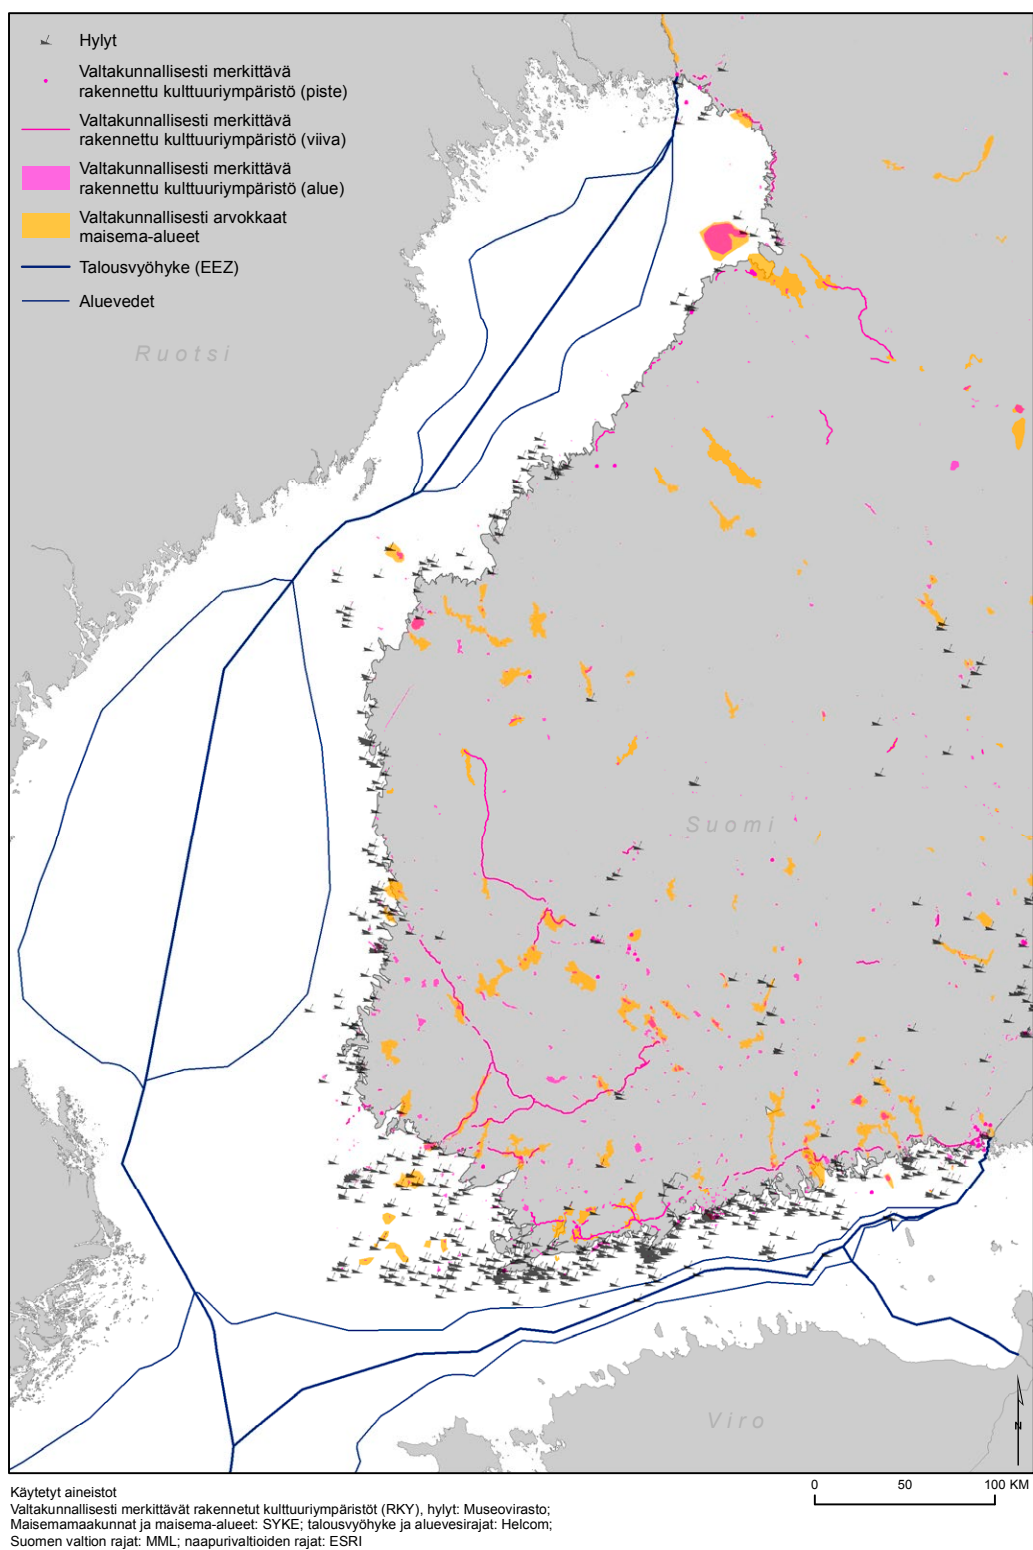 Hylyt
Valtakunnallisesti merkittävä
rakennettu kulttuuriympäristö (piste)
Valtakunnallisesti merkittävä
rakennettu kulttuuriympäristö (viiva)
Valtakunnallisesti merkittävä
rakennettu kulttuuriympäristö (alue)
Valtakunnallisesti arvokkaat
maisema-alueet
Talousvyöhyke (EEZ)
Aluevedet
Ruotsi
Suomi
Viro
N
0 50 100 KM
Käytetyt aineistot
Valtakunnallisesti merkittävät rakennetut kulttuuriympäristöt (RKY), hylyt: Museovirasto;
Maisemamaakunnat ja maisema-alueet: SYKE; talousvyöhyke ja aluevesirajat: Helcom;
Suomen valtion rajat: MML; naapurivaltioiden rajat: ESRI